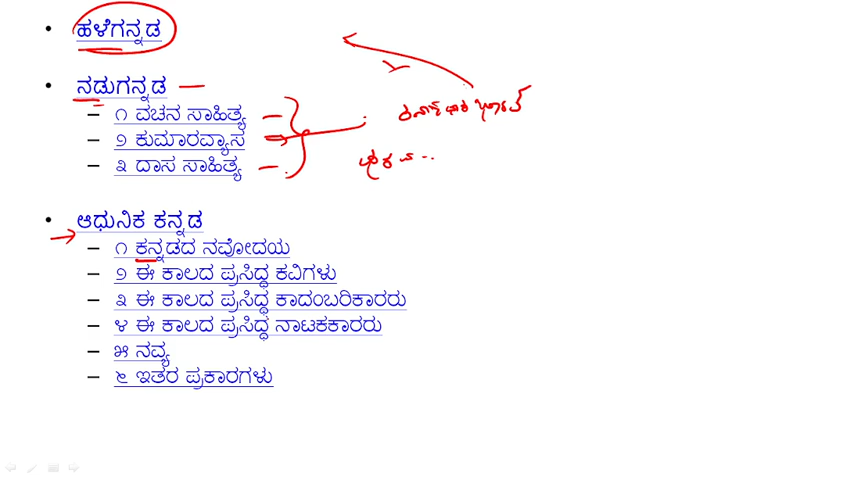 • ಹಳೆಗನ್ನಡ
• ನಡುಗನ್ನಡ
– ೧ ವಚನ ಸಾಹಿತ್ಯ
– ೨ ಕುಮಾರವ್ಯಾಸ
– ೩ ದಾಸ ಸಾಹಿತ್ಯ
• ಆಧುನಿಕ ಕನ್ನಡ
– ೧ ಕನ್ನಡದ ನವೋದಯ
– ೨ ಈ ಕಾಲದ ಪ್ರಸಿದ್ಧ ಕವಿಗಳು
– ೩ ಈ ಕಾಲದ ಪ್ರಸಿದ್ಧ ಕಾದಂಬರಿಕಾರರು
– ೪ ಈ ಕಾಲದ ಪ್ರಸಿದ್ಧ ನಾಟಕಕಾರರು
– ೫ ನವ್ಯ
– ೬ ಇತರ ಪ್ರಕಾರಗಳು